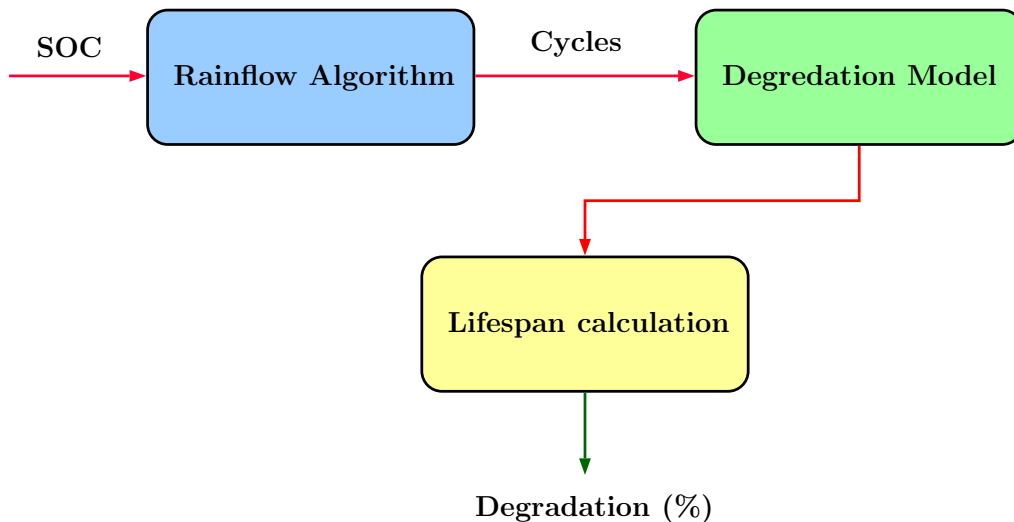 SOC
Cycles
Rainflow Algorithm
Degredation Model
Lifespan calculation
Degradation (%)